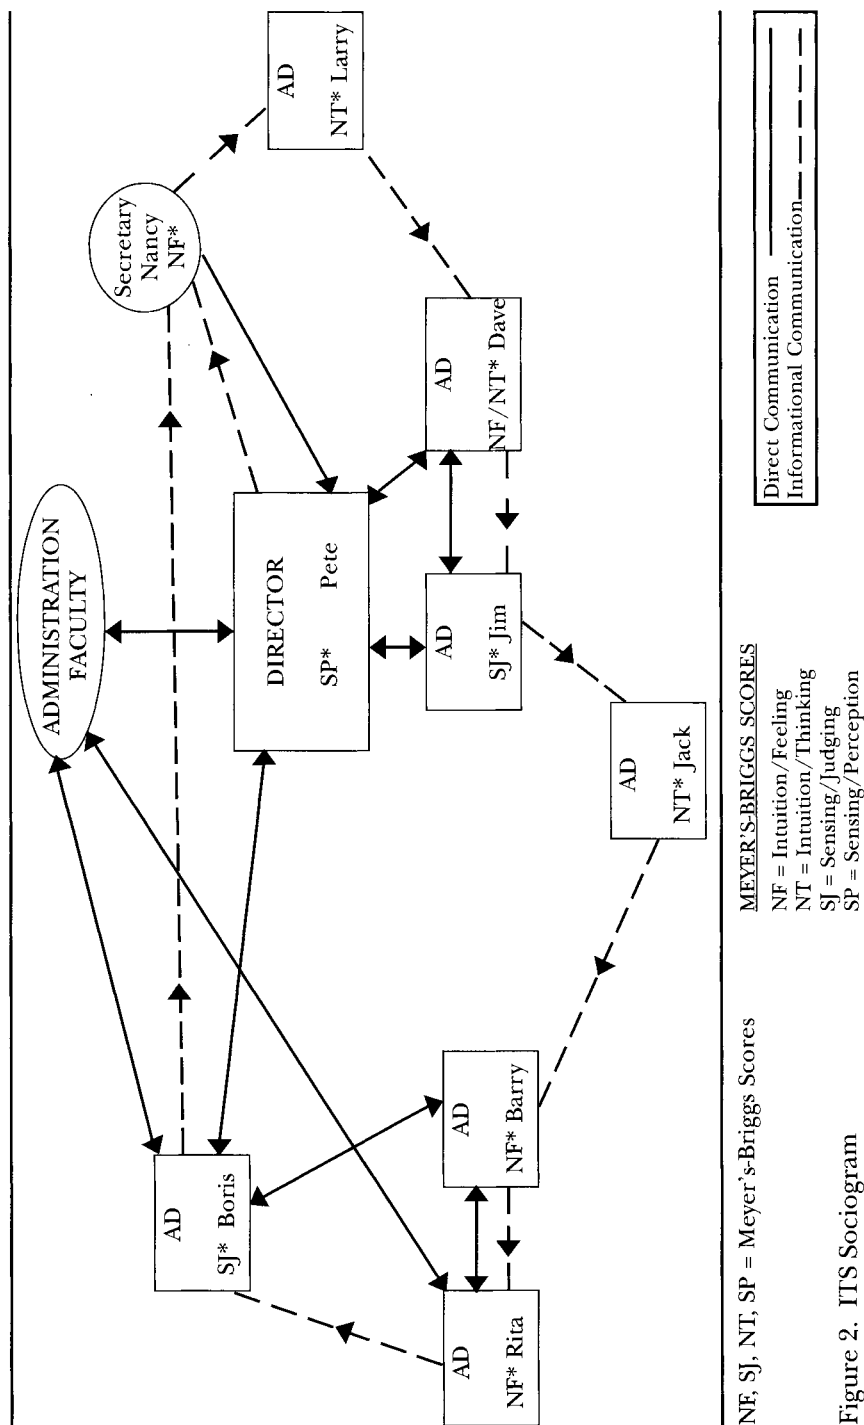 ADMINISTRATION
FACULTY
Secretary
Nancy
NF*
AD
SJ* Boris
DIRECTOR
SP* Pete
AD
NT* Larry
AD
NF* Rita
AD
NF* Barry
AD
SJ* Jim
AD
NF/NT* Dave
AD
NT* Jack
NF, SJ, NT, SP = Meyer's-Briggs Scores
MEYER'S-BRIGGS SCORES
NF = Intuition/Feeling
NT = Intuition/Thinking
SJ = Sensing/Judging
SP = Sensing/Perception
Direct Communication
Informational Communication
Figure 2. ITS Sociogram